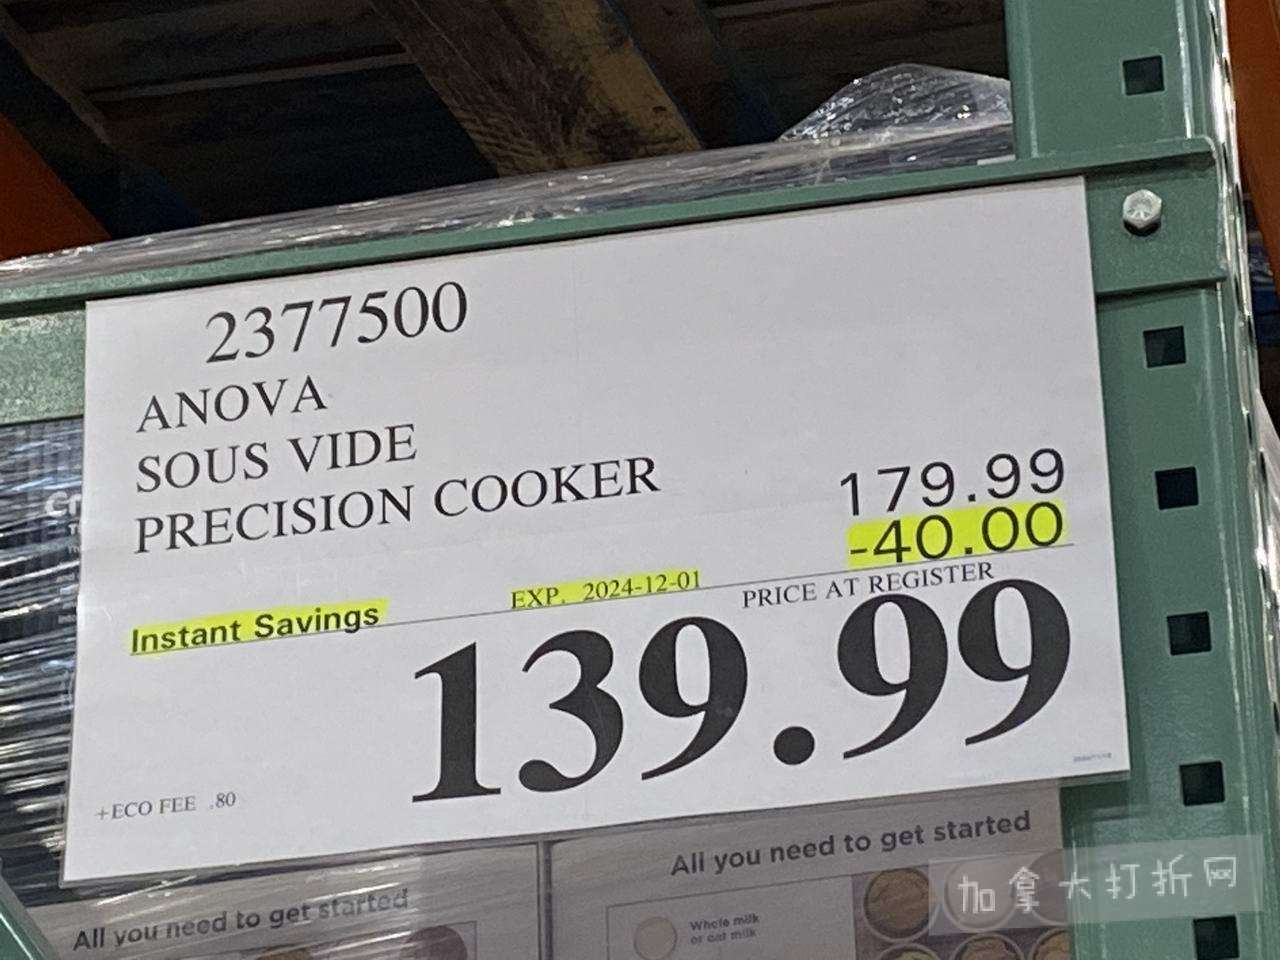 2377500
ANOVA
SOUS VIDE
PRECISION COOKER
179.99
-40.00
Instant Savings
EXP. 2024-12-01
PRICE AT REGISTER
139.99
+ECO FEE .80
All you need to get started
All you need to get started
Whole milk
or oat milk
加拿大打折网